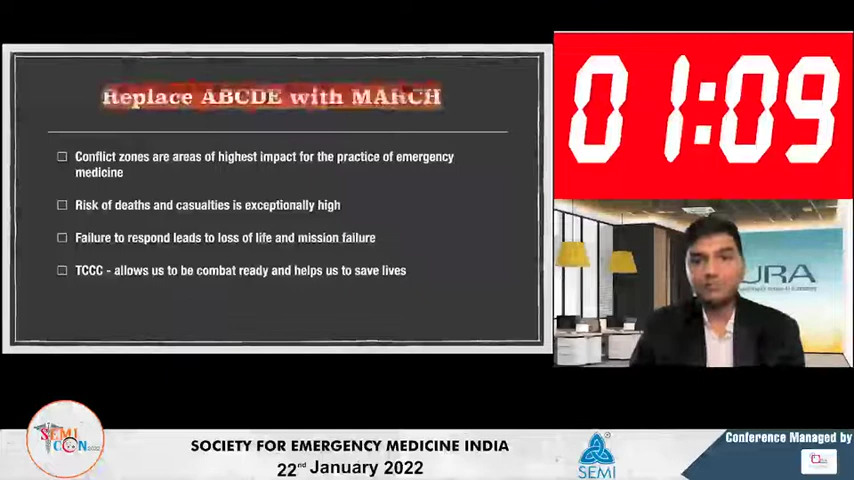 Replace ABCDE with MARCH
Conflict zones are areas of highest impact for the practice of emergency
medicine
Risk of deaths and casualties is exceptionally high
Failure to respond leads to loss of life and mission failure
TCCC - allows us to be combat ready and helps us to save lives
01:09
URA
SEMI
CON
2022
SOCIETY FOR EMERGENCY MEDICINE INDIA
22nd January 2022
SEMI
Conference Managed by